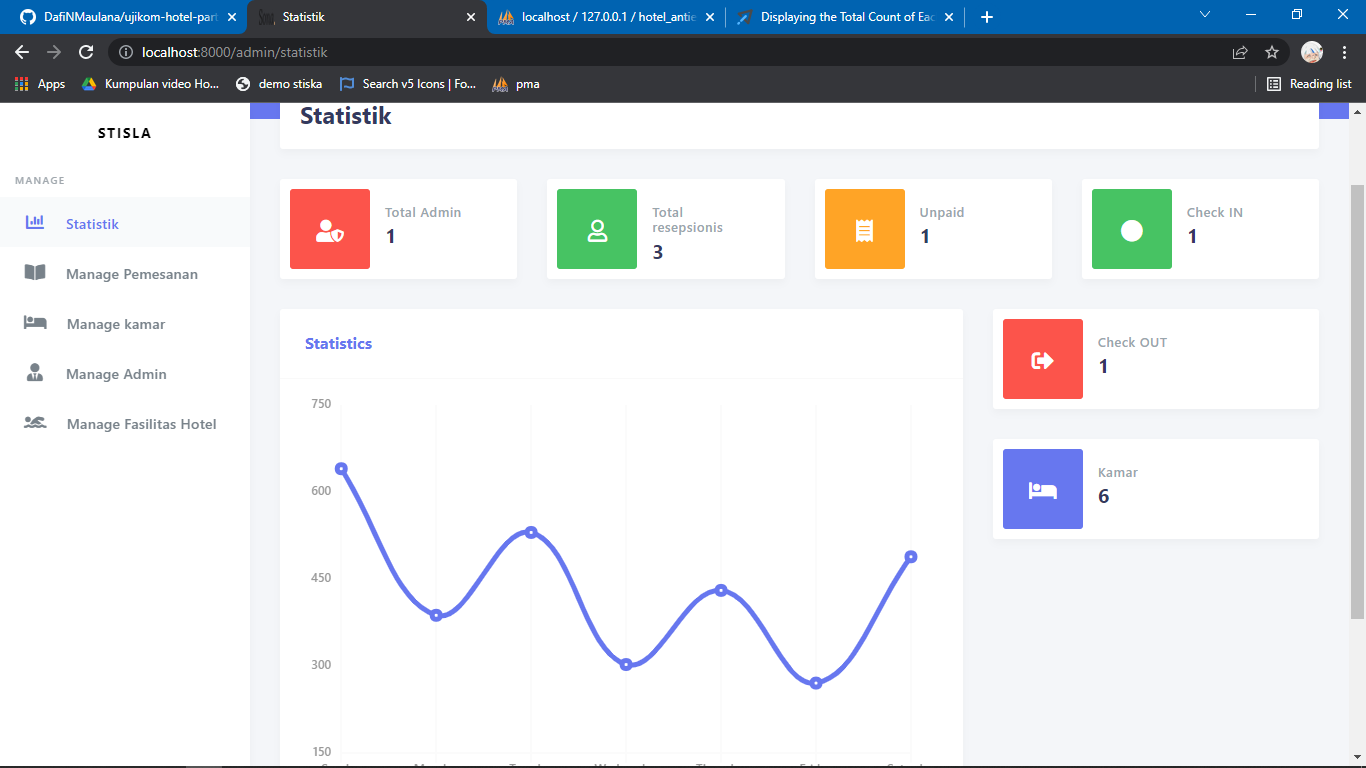 DafiNMaulana/ujikom-hotel-part
Statistik
localhost / 127.0.0.1 / hotel_antie
Displaying the Total Count of Eac
localhost:8000/admin/statistik
Apps
Kumpulan video Ho...
demo stiska
Search v5 Icons | Fo...
pma
Reading list
STISLA
MANAGE
Statistik
Manage Pemesanan
Manage kamar
Manage Admin
Manage Fasilitas Hotel
Statistik
Total Admin
1
Total
resepsionis
3
Unpaid
1
Check IN
1
Statistics
750
600
450
300
150
Check OUT
1
Kamar
6